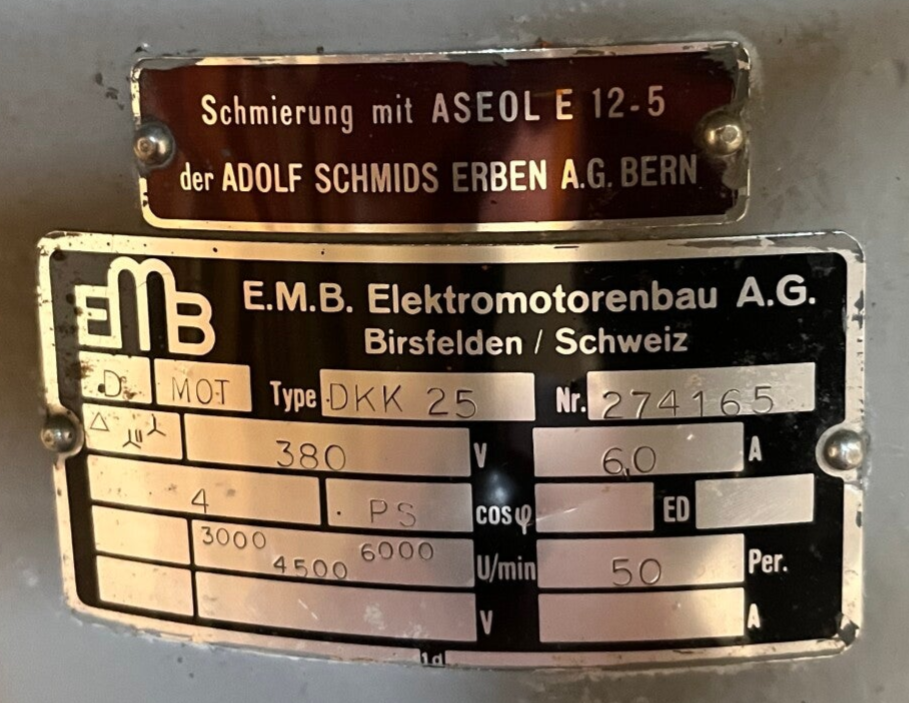 Schmierung mit ASEOL E 12-5
der ADOLF SCHMIDS ERBEN A.G. BERN
EMB E.M.B. Elektromotorenbau A.G.
Birsfelden / Schweiz
D MOT Type DKK 25 Nr. 274165
380 V 6,0 A
4 PS cosφ ED
3000 4500 6000 U/min 50 Per.
V A